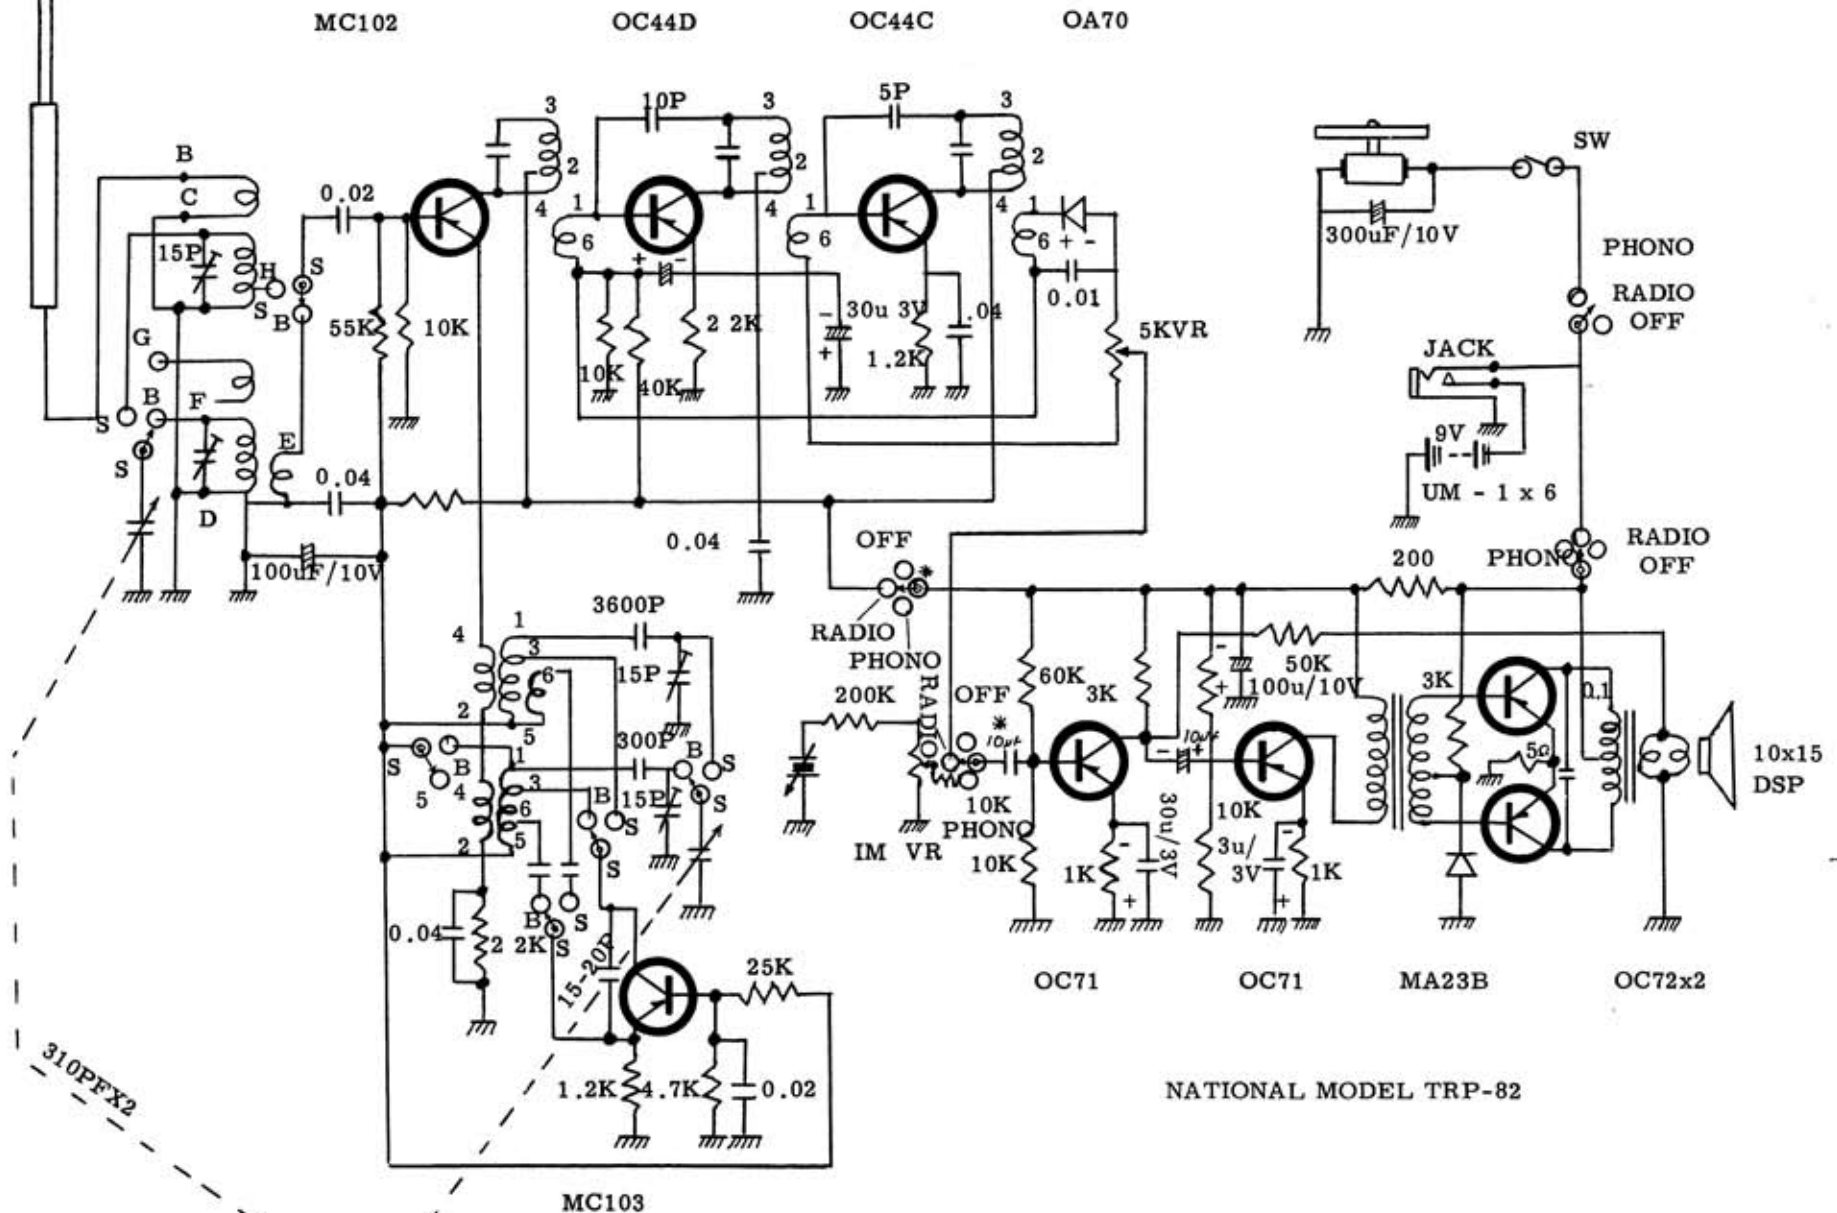 MC102 OC44D OC44C OA70
3 10P 3 5P 3
SW
B
C
0.02 2 2 2
1 4 1 4 1 4
15P 6 6 6 + -
300uF/10V
PHONO
H S
S B
+ -
0.01
RADIO
OFF
55K 10K 2 2K - 30u 3V .04 5KVR
G
10K 40K + 1.2K
JACK
B F
S
E
S
9V
0.04
UM - 1 x 6
D
0.04
OFF *
RADIO
PHONO OFF
100uF/10V
200
3600P
RADIO
PHONO
4 1 3
6 15P
60K 3K
50K
- + 100u/10V
3K 0.1
200K RADIO OFF
*
2 5
300P B S
S B 1
5 4 3
6 15P B S S
2 5
10µf - 10µf +
5Ω
10x15
DSP
10K
PHONO
IM VR
10K
30u/3V
10K
3u/
3V
1K - + - + 1K
S
0.04 2 2K B S
S
15-20P
25K
OC71 OC71 MA23B OC72x2
1.2K 4.7K 0.02
310PFX2
NATIONAL MODEL TRP-82
MC103